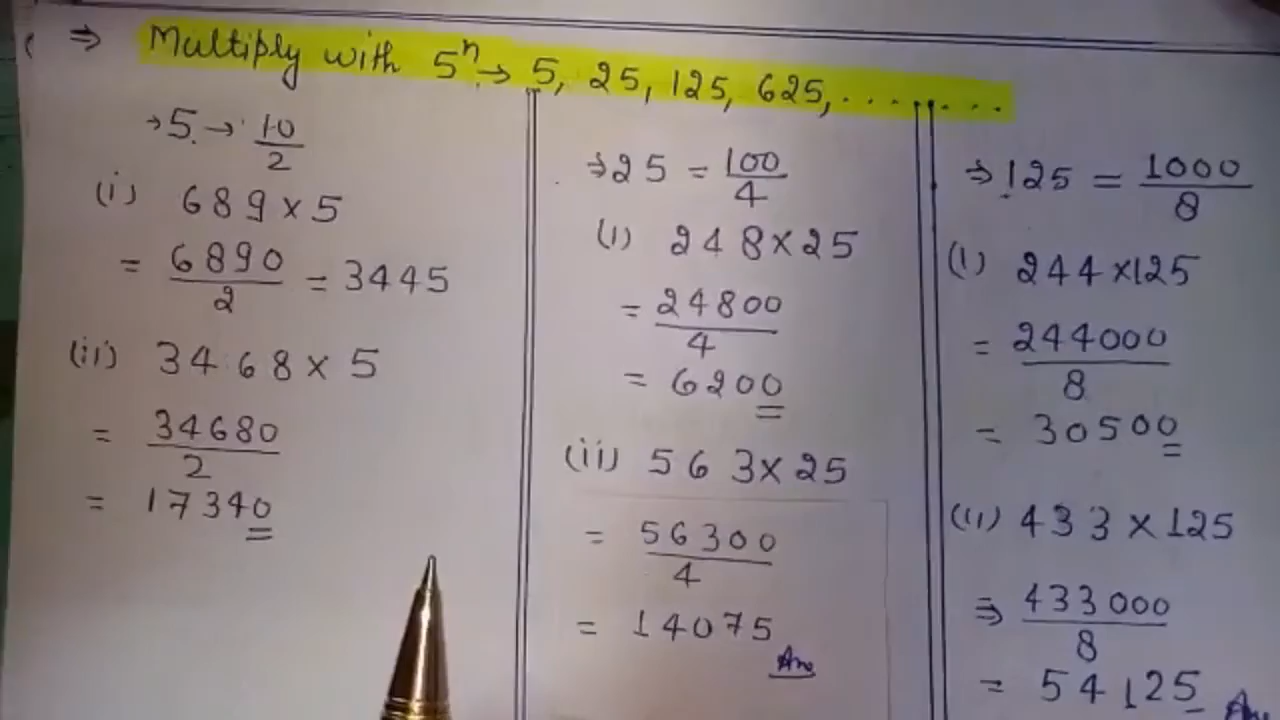 ⇒ Multiply with 5ⁿ → 5, 25, 125, 625, . . . . . . . .
→ 5 → 10/2
(i) 689 × 5
= 6890/2 = 3445
(ii) 3468 × 5
= 34680/2
= 17340
⇒ 25 = 100/4
(i) 248 × 25
= 24800/4
= 6200
(ii) 563 × 25
= 56300/4
= 14075
Ans
⇒ 125 = 1000/8
(i) 244 × 125
= 244000/8
= 30500
(ii) 433 × 125
⇒ 433000/8
= 54125